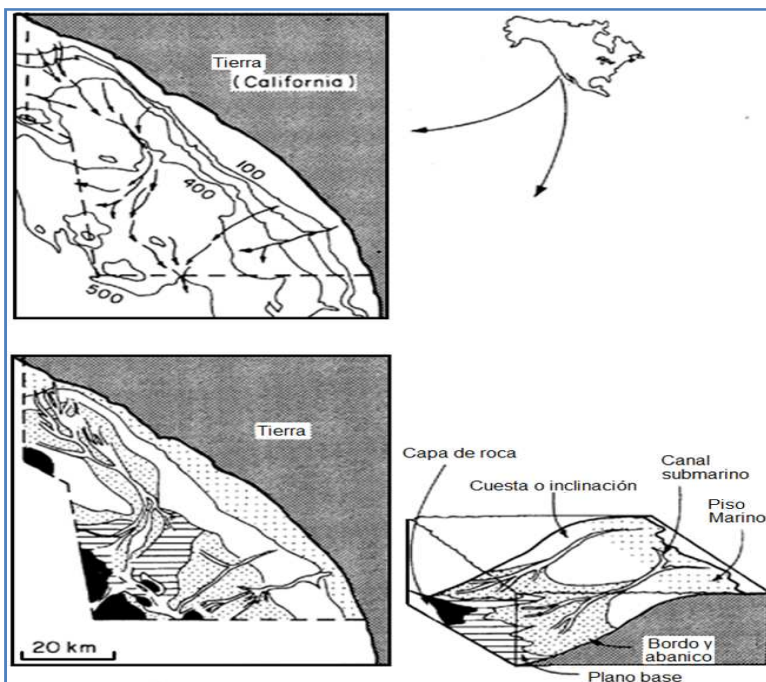 Tierra
(California)
100
400
500
Tierra
20 km
Capa de roca
Cuesta o inclinación
Canal
submarino
Piso
Marino
Bordo y
abanico
Plano base